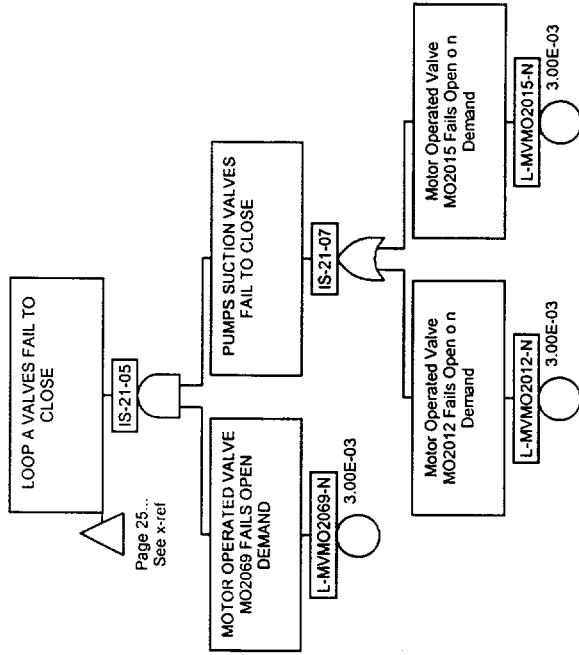 LOOP A VALVES FAIL TO
CLOSE
IS-21-05
Page 25...
See x-ref
MOTOR OPERATED VALVE
MO2069 FAILS OPEN
DEMAND
L-MVMO2069-N
3.00E-03
PUMPS SUCTION VALVES
FAIL TO CLOSE
IS-21-07
Motor Operated Valve
MO2012 Fails Open o n
Demand
L-MVMO2012-N
3.00E-03
Motor Operated Valve
MO2015 Fails Open o n
Demand
L-MVMO2015-N
3.00E-03